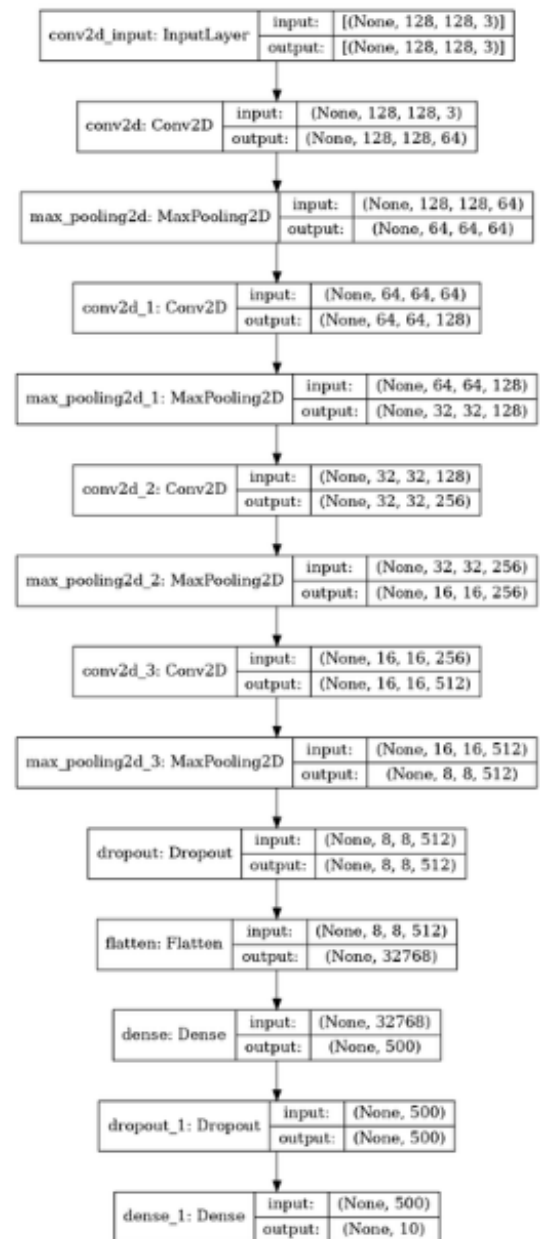 conv2d_input: InputLayer
input: [(None, 128, 128, 3)]
output: [(None, 128, 128, 3)]
conv2d: Conv2D
input: (None, 128, 128, 3)
output: (None, 128, 128, 64)
max_pooling2d: MaxPooling2D
input: (None, 128, 128, 64)
output: (None, 64, 64, 64)
conv2d_1: Conv2D
input: (None, 64, 64, 64)
output: (None, 64, 64, 128)
max_pooling2d_1: MaxPooling2D
input: (None, 64, 64, 128)
output: (None, 32, 32, 128)
conv2d_2: Conv2D
input: (None, 32, 32, 128)
output: (None, 32, 32, 256)
max_pooling2d_2: MaxPooling2D
input: (None, 32, 32, 256)
output: (None, 16, 16, 256)
conv2d_3: Conv2D
input: (None, 16, 16, 256)
output: (None, 16, 16, 512)
max_pooling2d_3: MaxPooling2D
input: (None, 16, 16, 512)
output: (None, 8, 8, 512)
dropout: Dropout
input: (None, 8, 8, 512)
output: (None, 8, 8, 512)
flatten: Flatten
input: (None, 8, 8, 512)
output: (None, 32768)
dense: Dense
input: (None, 32768)
output: (None, 500)
dropout_1: Dropout
input: (None, 500)
output: (None, 500)
dense_1: Dense
input: (None, 500)
output: (None, 10)